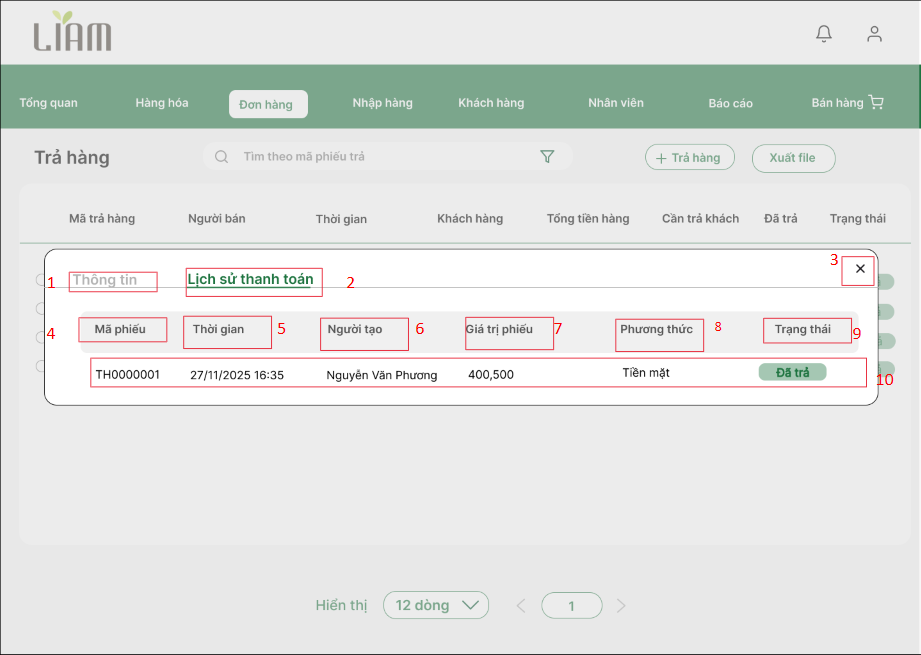 LIAM
Tổng quan Hàng hóa Đơn hàng Nhập hàng Khách hàng Nhân viên Báo cáo Bán hàng
Trả hàng Tìm theo mã phiếu trả + Trả hàng Xuất file
Mã trả hàng Người bán Thời gian Khách hàng Tổng tiền hàng Cần trả khách Đã trả Trạng thái
1 Thông tin Lịch sử thanh toán 2 3 ×
4 Mã phiếu Thời gian 5 Người tạo 6 Giá trị phiếu 7 Phương thức 8 Trạng thái 9
TH0000001 27/11/2025 16:35 Nguyễn Văn Phương 400,500 Tiền mặt Đã trả 10
Hiển thị 12 dòng 1